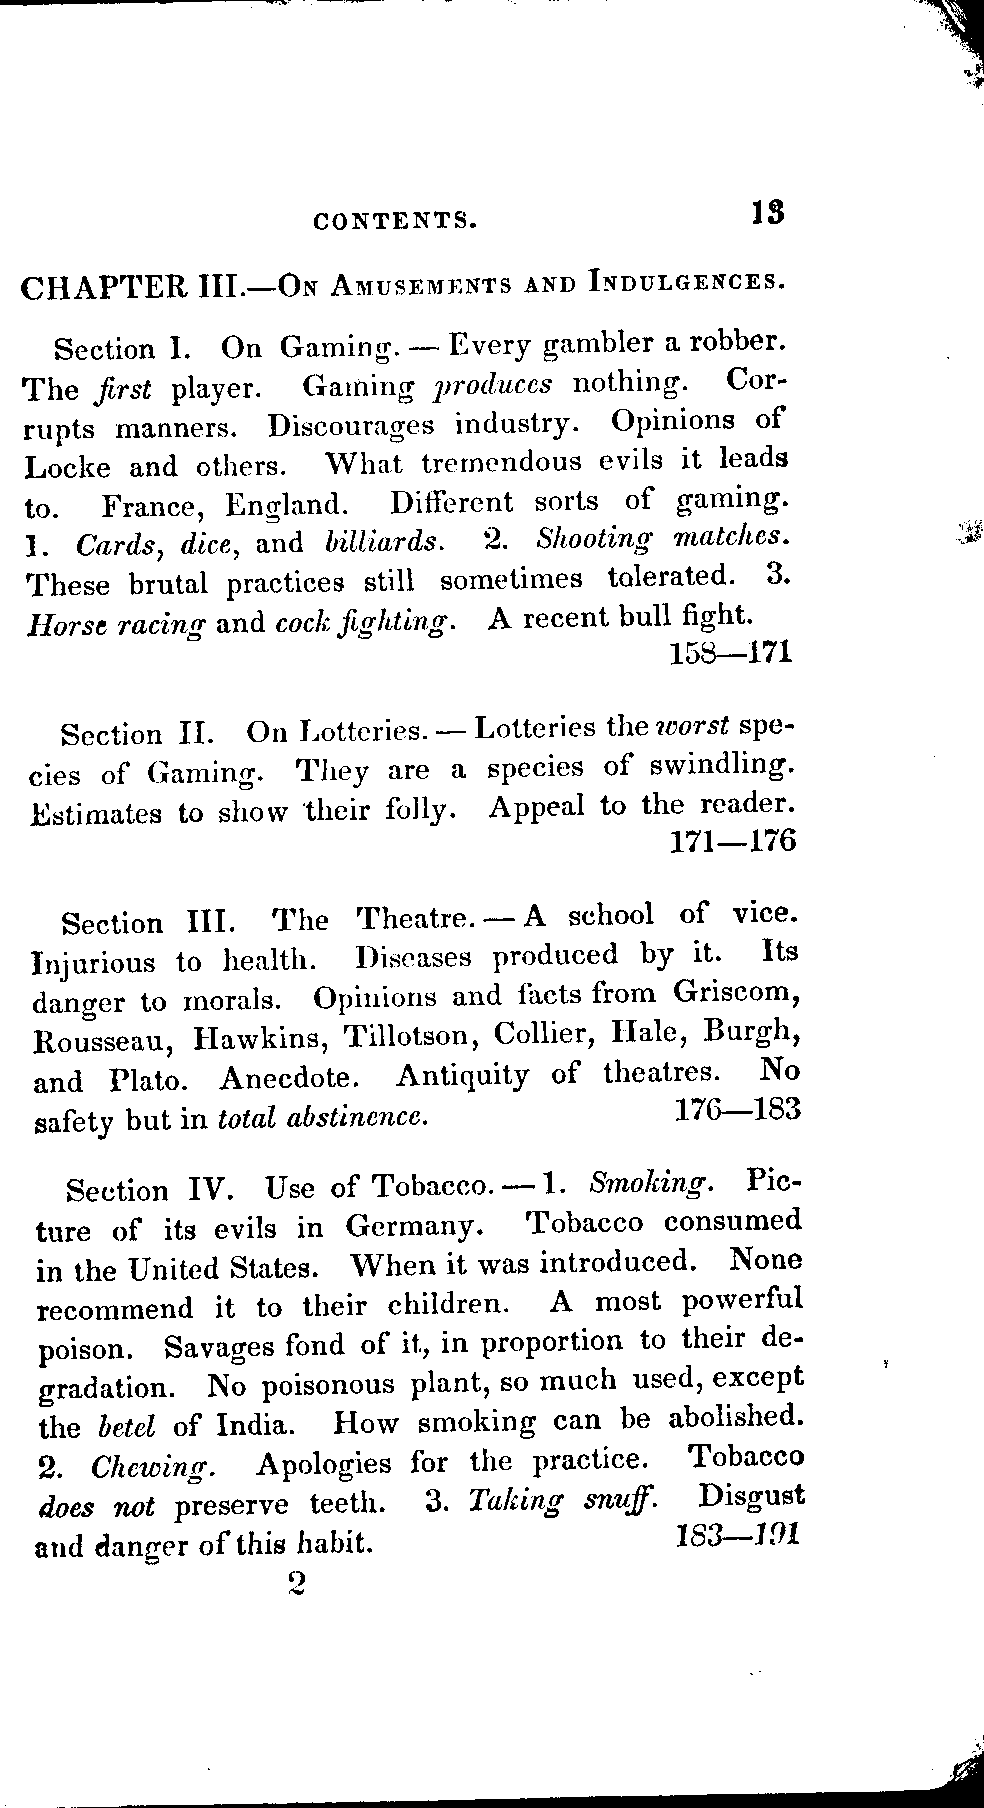 CONTENTS. 13
CHAPTER III.—On Amusements and Indulgences.
Section I. On Gaming. — Every gambler a robber.
The first player. Gaming produces nothing. Cor-
rupts manners. Discourages industry. Opinions of
Locke and others. What tremendous evils it leads
to. France, England. Different sorts of gaming.
1. Cards, dice, and billiards. 2. Shooting matches.
These brutal practices still sometimes tolerated. 3.
Horse racing and cock fighting. A recent bull fight.
158—171
Section II. On Lotteries. — Lotteries the worst spe-
cies of Gaming. They are a species of swindling.
Estimates to show their folly. Appeal to the reader.
171—176
Section III. The Theatre. — A school of vice.
Injurious to health. Diseases produced by it. Its
danger to morals. Opinions and facts from Griscom,
Rousseau, Hawkins, Tillotson, Collier, Hale, Burgh,
and Plato. Anecdote. Antiquity of theatres. No
safety but in total abstinence. 176—183
Section IV. Use of Tobacco. — 1. Smoking. Pic-
ture of its evils in Germany. Tobacco consumed
in the United States. When it was introduced. None
recommend it to their children. A most powerful
poison. Savages fond of it, in proportion to their de-
gradation. No poisonous plant, so much used, except
the betel of India. How smoking can be abolished.
2. Chewing. Apologies for the practice. Tobacco
does not preserve teeth. 3. Taking snuff. Disgust
and danger of this habit. 183—191
2